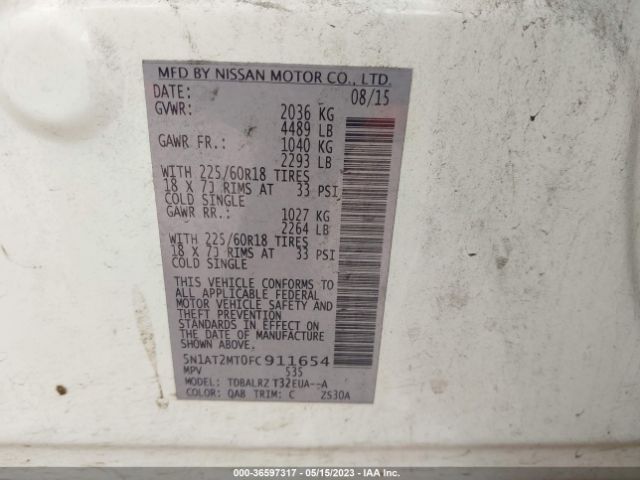 MFD BY NISSAN MOTOR CO., LTD.
DATE: 08/15
GVWR: 2036 KG
4489 LB
GAWR FR.: 1040 KG
2293 LB
WITH 225/60R18 TIRES
18 X 7J RIMS AT 33 PSI
COLD SINGLE
GAWR RR.: 1027 KG
2264 LB
WITH 225/60R18 TIRES
18 X 7J RIMS AT 33 PSI
COLD SINGLE
THIS VEHICLE CONFORMS TO
ALL APPLICABLE FEDERAL
MOTOR VEHICLE SAFETY AND
THEFT PREVENTION
STANDARDS IN EFFECT ON
THE DATE OF MANUFACTURE
SHOWN ABOVE.
5N1AT2MT0FC911654
MPV 535
MODEL: TDBALRZ T32EUA--A
COLOR: QAB TRIM: C 2S30A
000-36597317 - 05/15/2023 - IAA Inc.